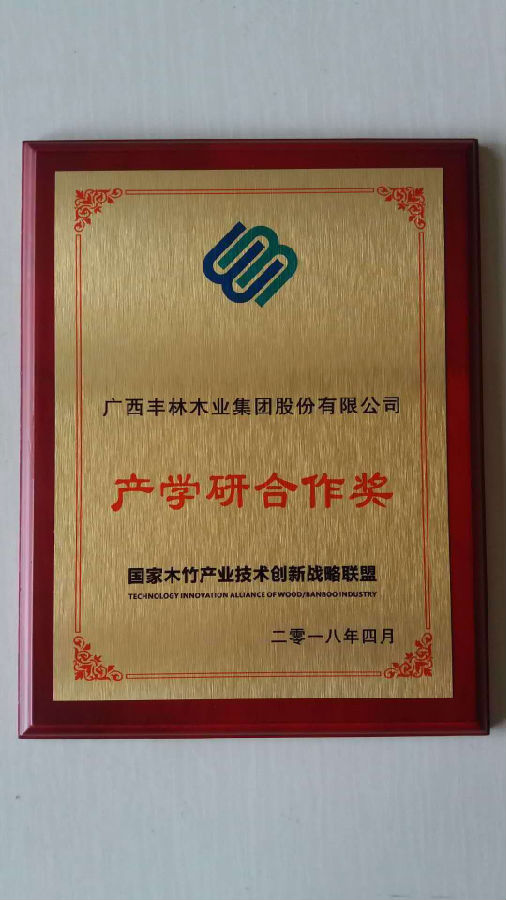 广西丰林木业集团股份有限公司
产学研合作奖
国家木竹产业技术创新战略联盟
TECHNOLOGY INNOVATION ALLIANCE OF WOOD/BAMBOO INDUSTRY
二零一八年四月